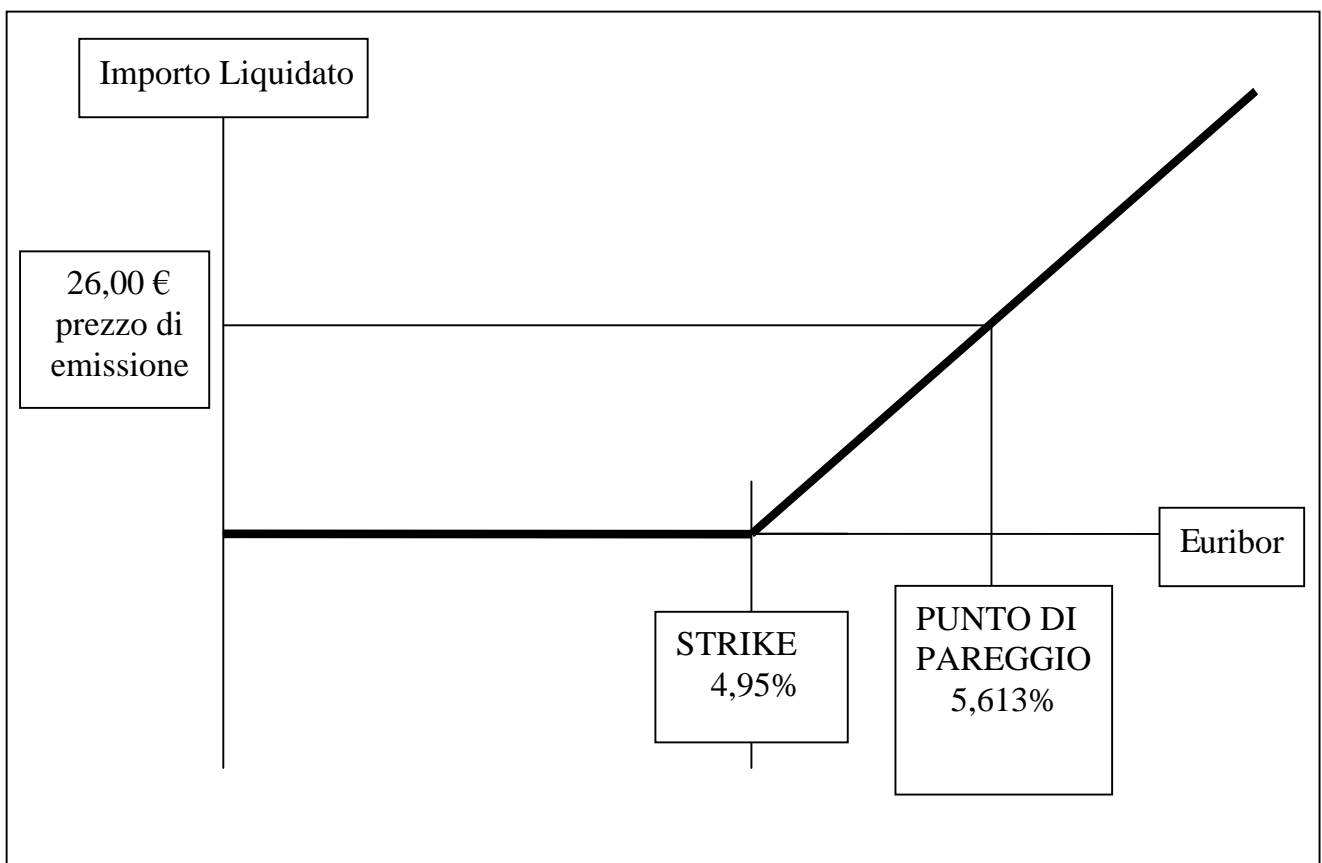 Importo Liquidato
26,00 €
prezzo di
emissione
Euribor
STRIKE
4,95%
PUNTO DI
PAREGGIO
5,613%